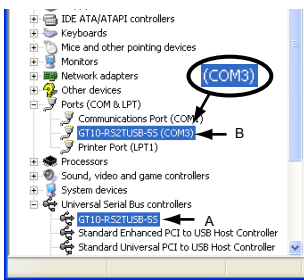 IDE ATA/ATAPI controllers
Keyboards
Mice and other pointing devices
Monitors
Network adapters
(COM3)
Other devices
Ports (COM & LPT)
Communications Port
GT10-RS2TUSB-5S (COM3)
B
Printer Port (LPT1)
Processors
Sound, video and game controllers
System devices
Universal Serial Bus controllers
GT10-RS2TUSB-5S
A
Standard Enhanced PCI to USB Host Controller
Standard Universal PCI to USB Host Controller